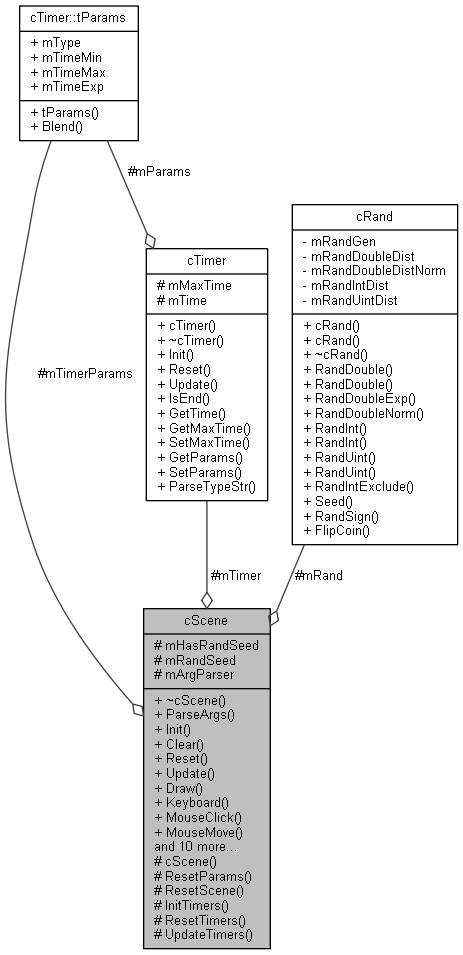 cTimer::tParams
+ mType
+ mTimeMin
+ mTimeMax
+ mTimeExp
+ tParams()
+ Blend()
#mParams
cTimer
# mMaxTime
# mTime
+ cTimer()
+ ~cTimer()
+ Init()
+ Reset()
+ Update()
+ IsEnd()
+ GetTime()
+ GetMaxTime()
+ SetMaxTime()
+ GetParams()
+ SetParams()
+ ParseTypeStr()
cRand
- mRandGen
- mRandDoubleDist
- mRandDoubleDistNorm
- mRandIntDist
- mRandUintDist
+ cRand()
+ cRand()
+ ~cRand()
+ RandDouble()
+ RandDouble()
+ RandDoubleExp()
+ RandDoubleNorm()
+ RandInt()
+ RandInt()
+ RandUint()
+ RandUint()
+ RandIntExclude()
+ Seed()
+ RandSign()
+ FlipCoin()
#mTimerParams
#mTimer
#mRand
cScene
# mHasRandSeed
# mRandSeed
# mArgParser
+ ~cScene()
+ ParseArgs()
+ Init()
+ Clear()
+ Reset()
+ Update()
+ Draw()
+ Keyboard()
+ MouseClick()
+ MouseMove()
and 10 more...
# cScene()
# ResetParams()
# ResetScene()
# InitTimers()
# ResetTimers()
# UpdateTimers()